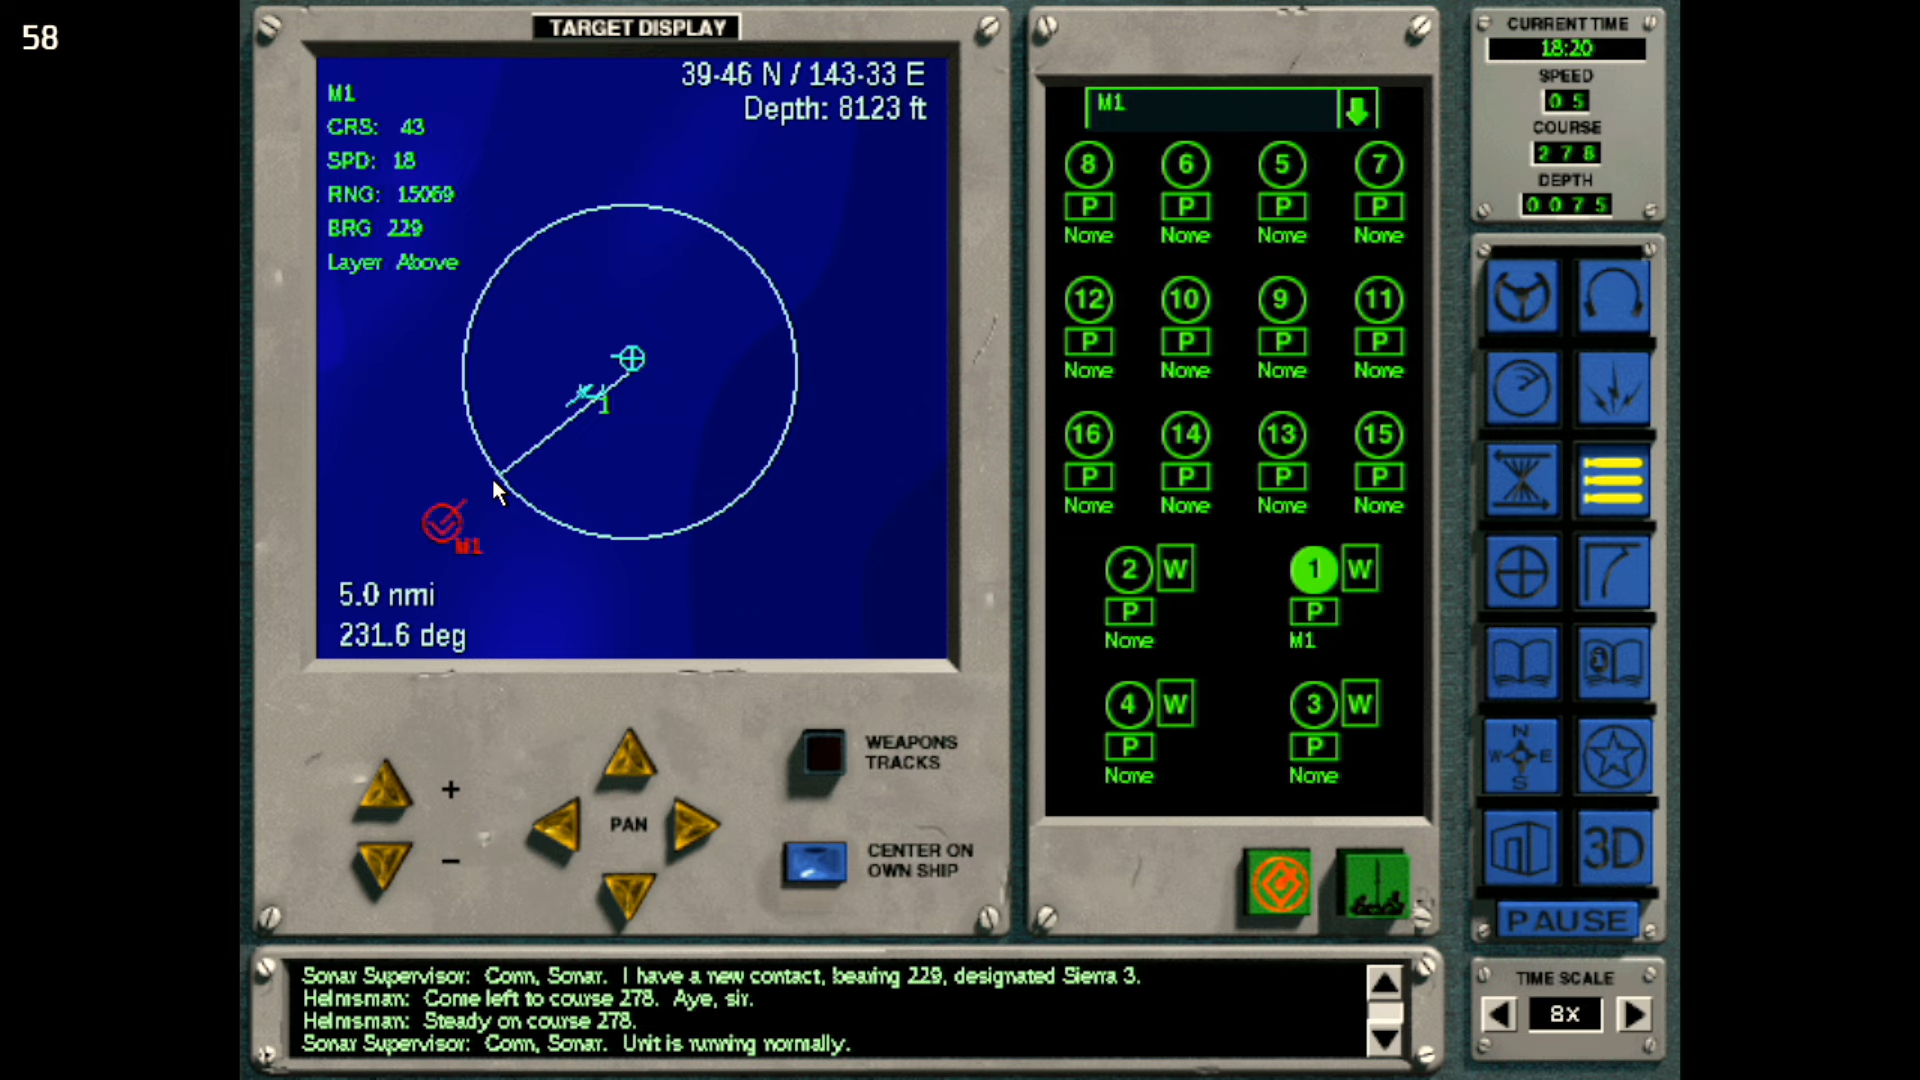 58
TARGET DISPLAY
39-46 N / 143-33 E
Depth: 8123 ft
M1
CRS: 43
SPD: 18
RNG: 15069
BRG 229
Layer Above
1
M1
5.0 nmi
231.6 deg
+
-
PAN
WEAPONS
TRACKS
CENTER ON
OWN SHIP
M1
8 6 5 7
P P P P
None None None None
12 10 9 11
P P P P
None None None None
16 14 13 15
P P P P
None None None None
2 W 1 W
P P
None M1
4 W 3 W
P P
None None
CURRENT TIME
18:20
SPEED
05
COURSE
278
DEPTH
0075
N
W E
S
3D
PAUSE
TIME SCALE
8X
Sonar Supervisor: Conn, Sonar. I have a new contact, bearing 229, designated Sierra 3.
Helmsman: Come left to course 278. Aye, sir.
Helmsman: Steady on course 278.
Sonar Supervisor: Conn, Sonar. Unit is running normally.